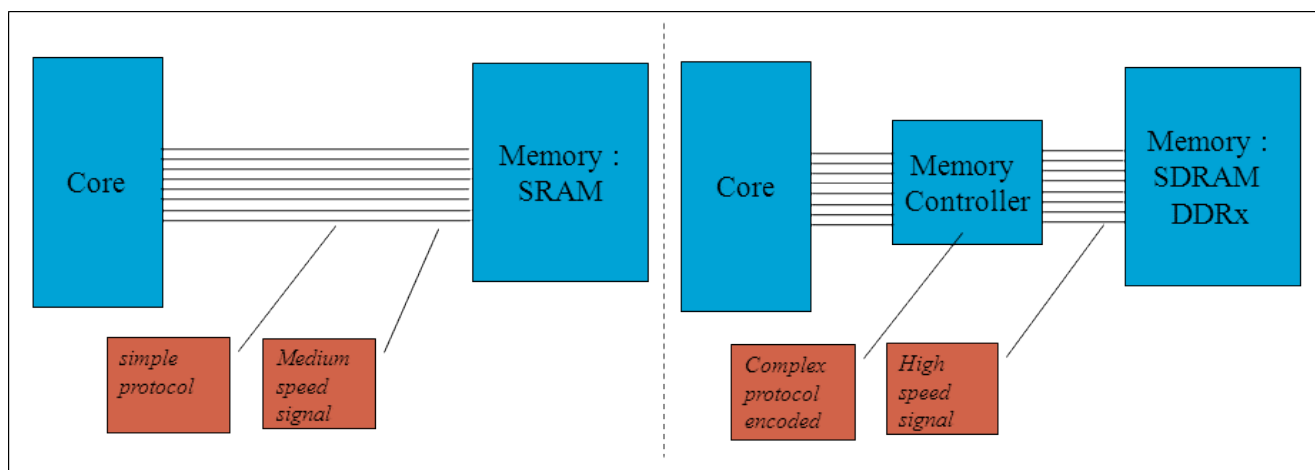 Core
Memory :
SRAM
simple
protocol
Medium
speed
signal
Core
Memory
Controller
Memory :
SDRAM
DDRx
Complex
protocol
encoded
High
speed
signal